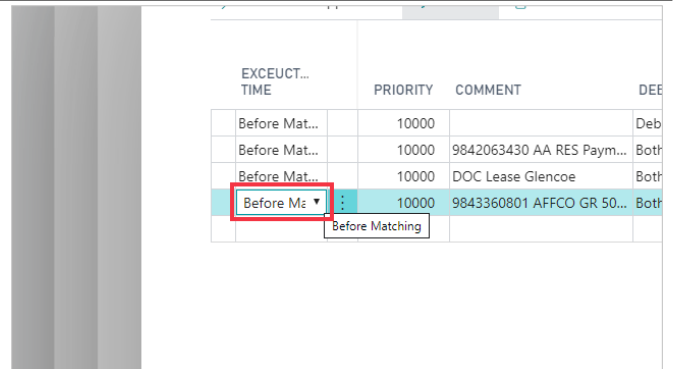 EXCEUCT...
TIME PRIORITY COMMENT DEE
Before Mat... 10000 Deb
Before Mat... 10000 9842063430 AA RES Paym... Both
Before Mat... 10000 DOC Lease Glencoe Both
Before Ma 10000 9843360801 AFFCO GR 50... Both
Before Matching